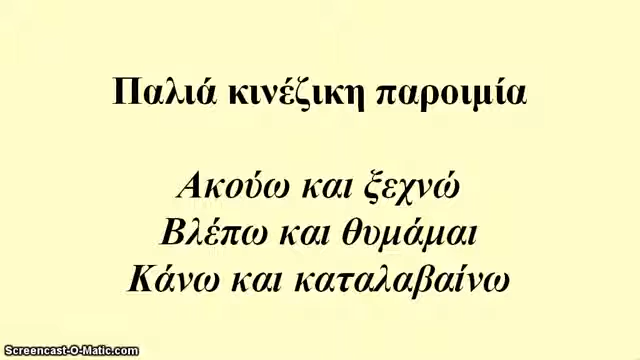 Παλιά κινέζικη παροιμία
Ακούω και ξεχνώ
Βλέπω και θυμάμαι
Κάνω και καταλαβαίνω
Screencast-O-Matic.com